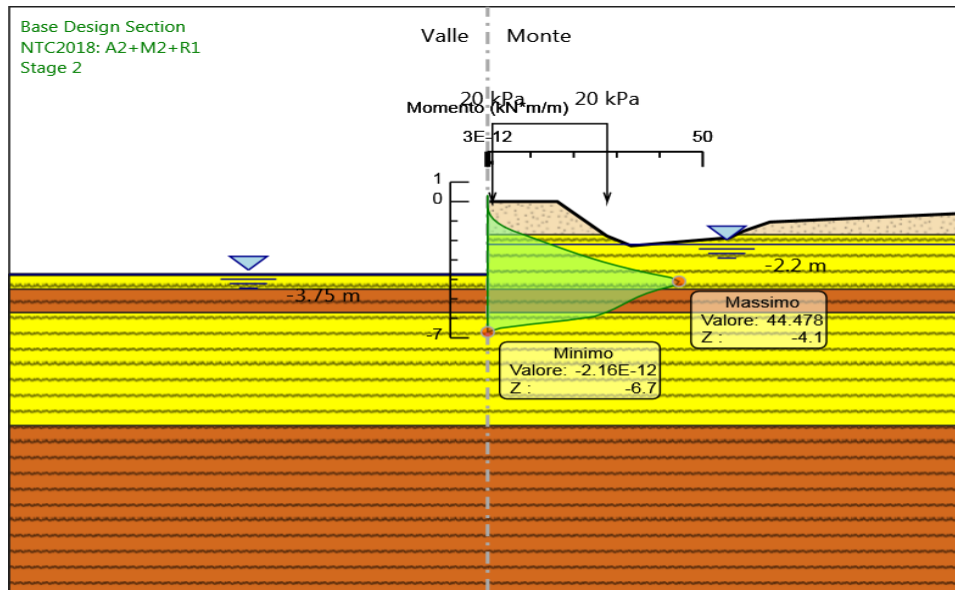 Base Design Section
NTC2018: A2+M2+R1
Stage 2
Valle
Monte
20 kPa
20 kPa
Momento (kN*m/m)
3E-12
50
1
0
-7
-3.75 m
-2.2 m
Massimo
Valore: 44.478
Z : -4.1
Minimo
Valore: -2.16E-12
Z : -6.7